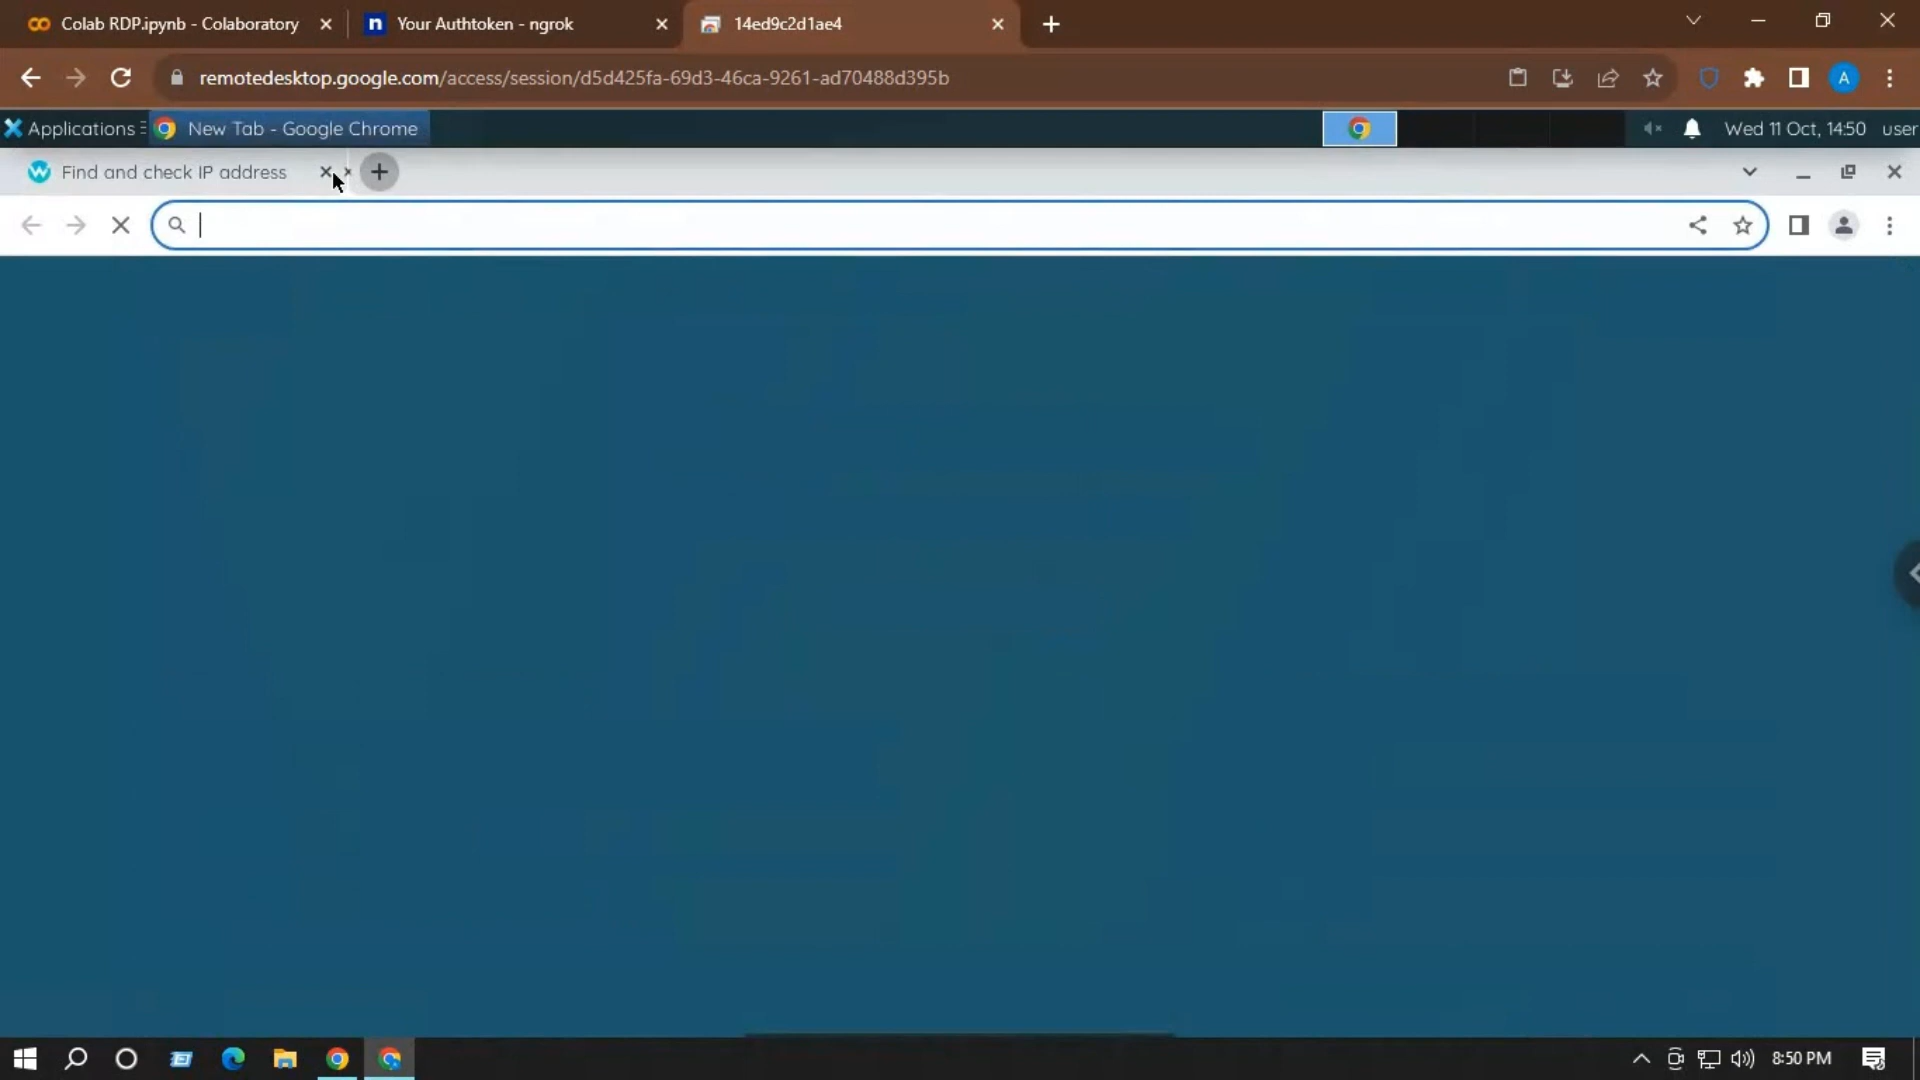 Colab RDP.ipynb - Colaboratory
Your Authtoken - ngrok
14ed9c2d1ae4
remotedesktop.google.com/access/session/d5d425fa-69d3-46ca-9261-ad70488d395b
A
Applications
New Tab - Google Chrome
Wed 11 Oct, 14:50
user
Find and check IP address
8:50 PM